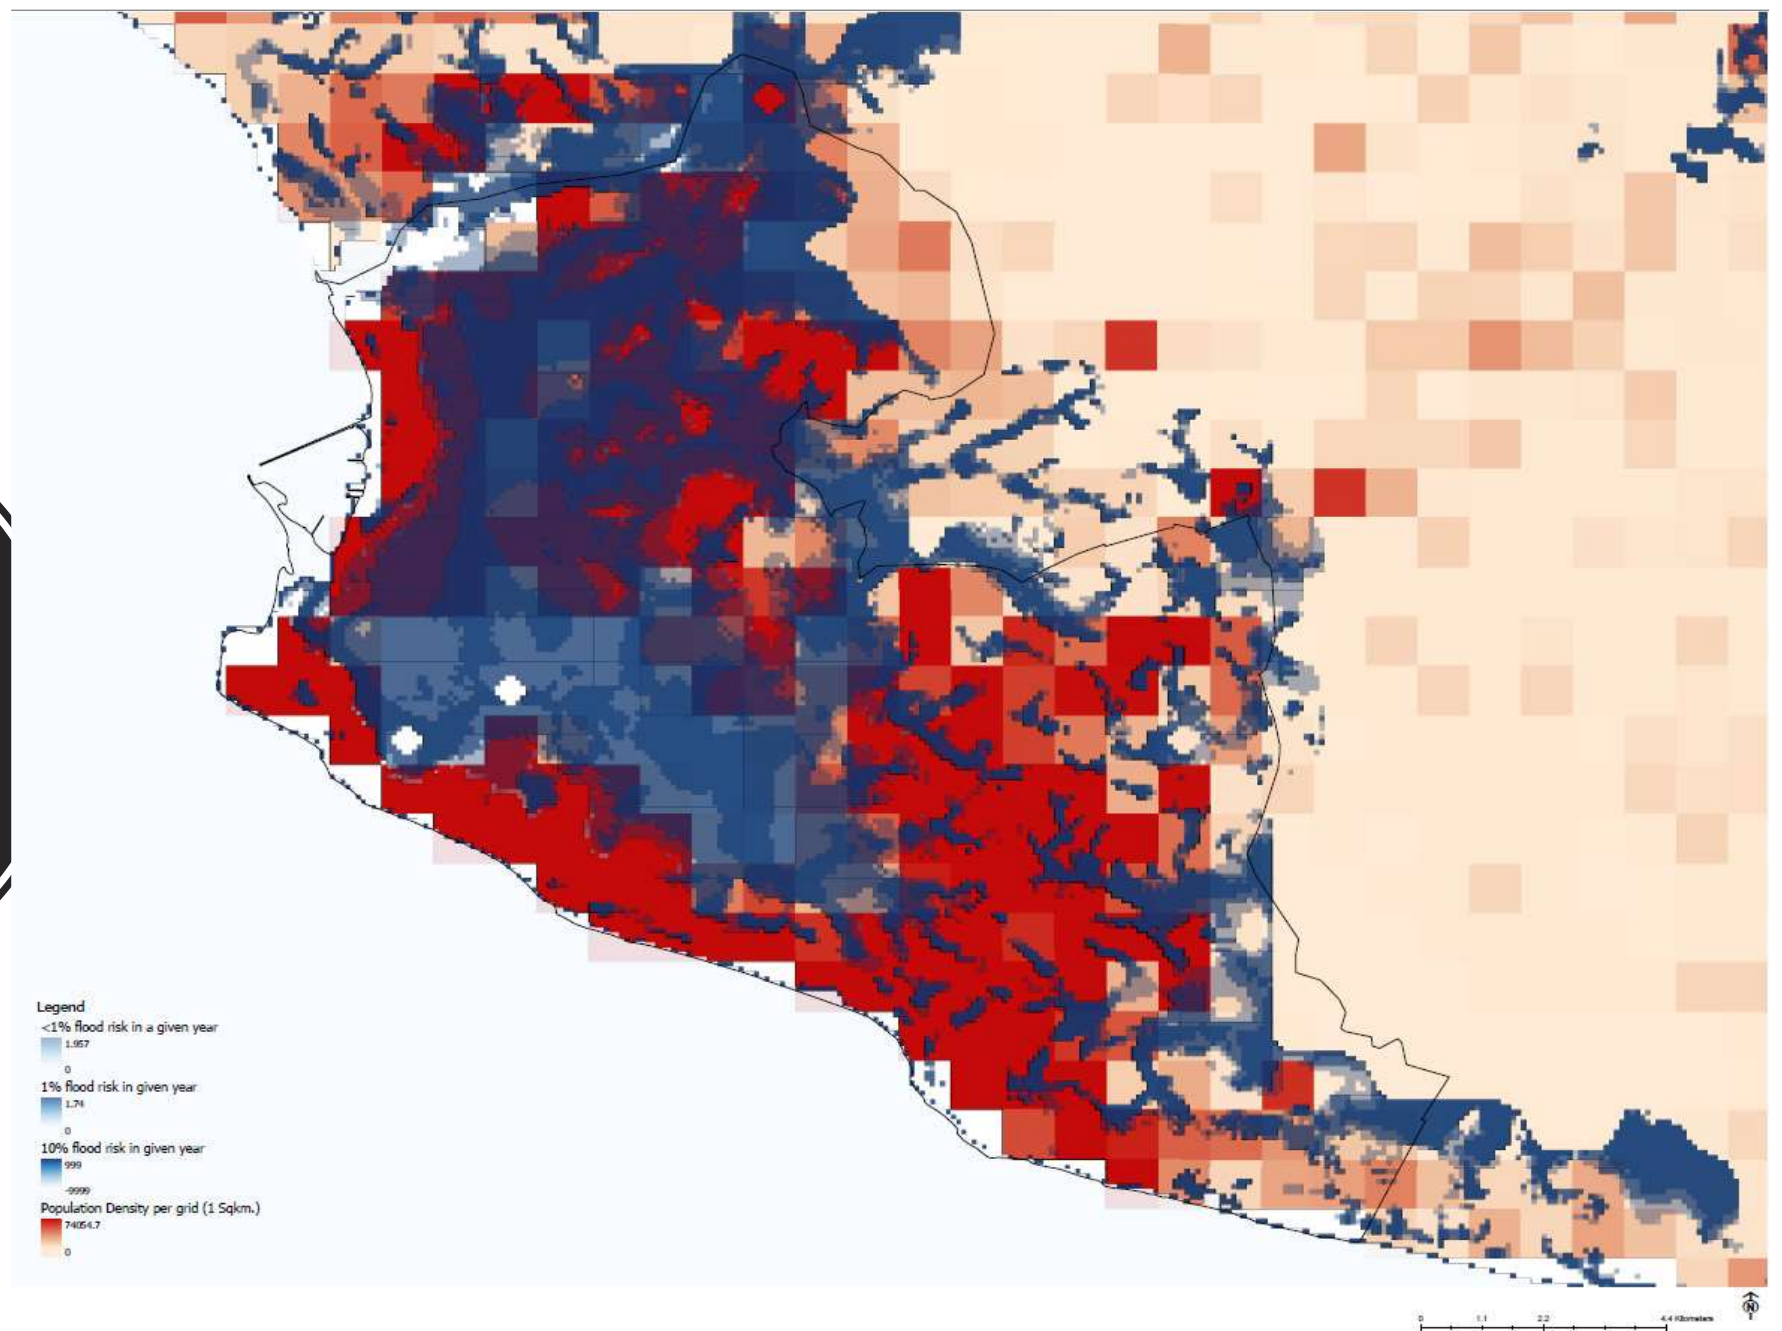 Legend
<1% flood risk in a given year
1.957
0
1% flood risk in given year
1.74
0
10% flood risk in given year
999
-9999
Population Density per grid (1 Sqkm.)
74054.7
0
N
0 1.1 2.2 4.4 Kilometers